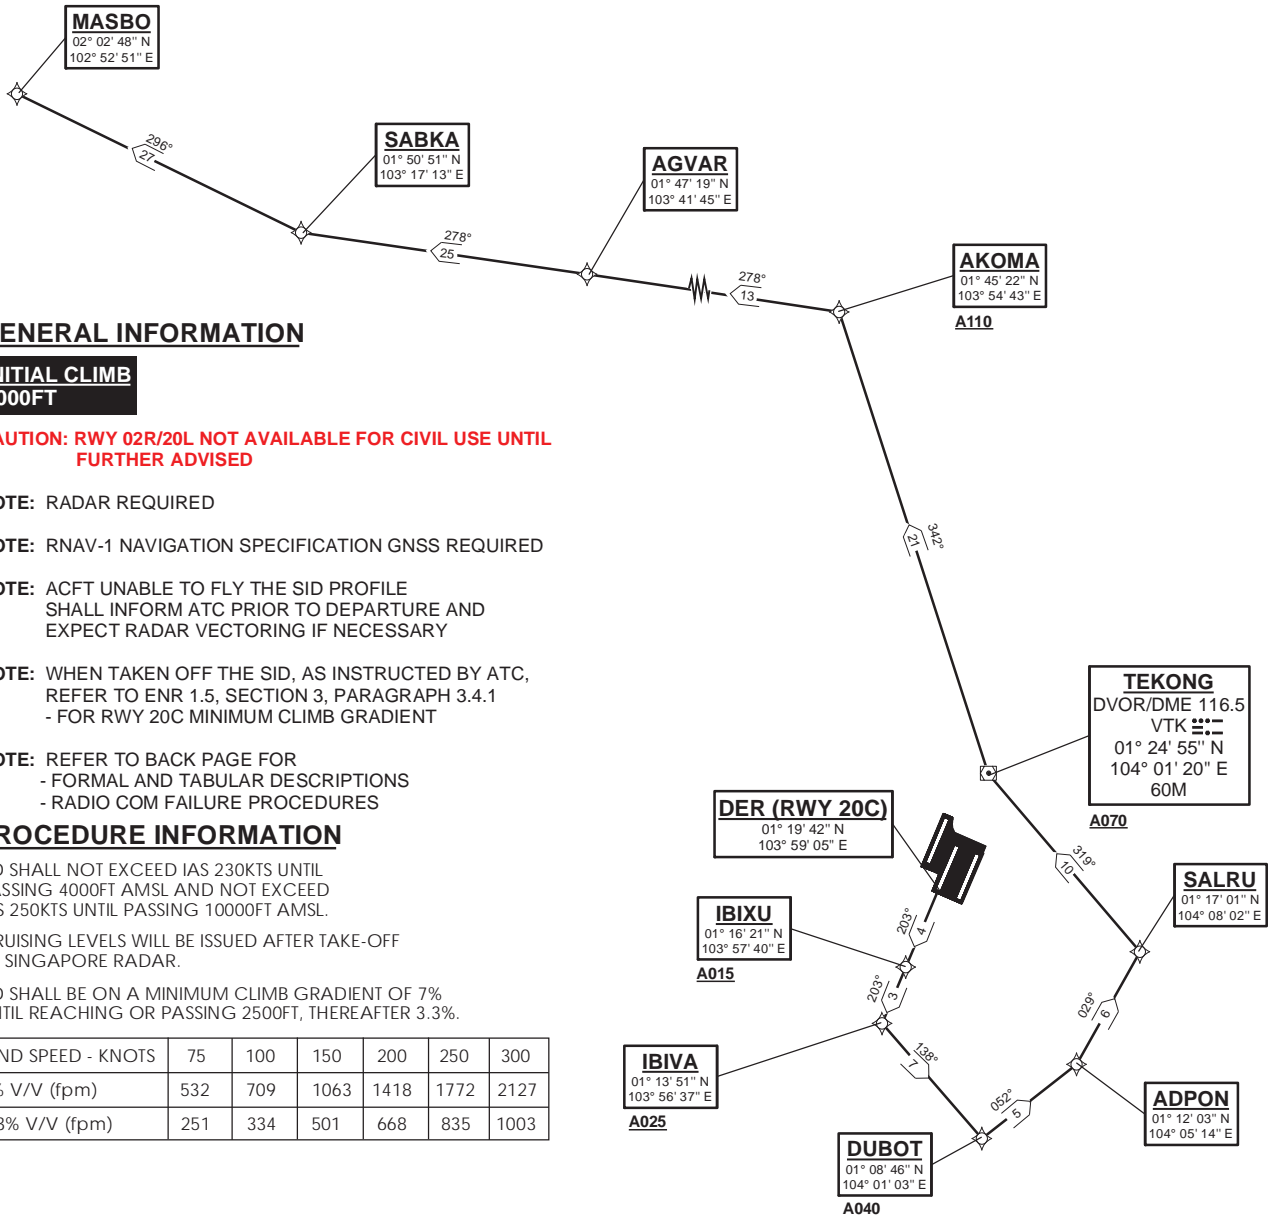 MASBO
02° 02' 48" N
102° 52' 51" E
296°
27
SABKA
01° 50' 51" N
103° 17' 13" E
278°
25
AGVAR
01° 47' 19" N
103° 41' 45" E
278°
13
AKOMA
01° 45' 22" N
103° 54' 43" E
A110
342°
21
TEKONG
DVOR/DME 116.5
VTK
01° 24' 55" N
104° 01' 20" E
60M
A070
319°
10
SALRU
01° 17' 01" N
104° 08' 02" E
029°
6
ADPON
01° 12' 03" N
104° 05' 14" E
052°
5
DUBOT
01° 08' 46" N
104° 01' 03" E
A040
138°
7
IBIVA
01° 13' 51" N
103° 56' 37" E
A025
203°
3
IBIXU
01° 16' 21" N
103° 57' 40" E
A015
203°
4
DER (RWY 20C)
01° 19' 42" N
103° 59' 05" E
ENERAL INFORMATION
NITIAL CLIMB
000FT
AUTION: RWY 02R/20L NOT AVAILABLE FOR CIVIL USE UNTIL
FURTHER ADVISED
OTE: RADAR REQUIRED
OTE: RNAV-1 NAVIGATION SPECIFICATION GNSS REQUIRED
OTE: ACFT UNABLE TO FLY THE SID PROFILE
SHALL INFORM ATC PRIOR TO DEPARTURE AND
EXPECT RADAR VECTORING IF NECESSARY
OTE: WHEN TAKEN OFF THE SID, AS INSTRUCTED BY ATC,
REFER TO ENR 1.5, SECTION 3, PARAGRAPH 3.4.1
- FOR RWY 20C MINIMUM CLIMB GRADIENT
OTE: REFER TO BACK PAGE FOR
- FORMAL AND TABULAR DESCRIPTIONS
- RADIO COM FAILURE PROCEDURES
ROCEDURE INFORMATION
D SHALL NOT EXCEED IAS 230KTS UNTIL
ASSING 4000FT AMSL AND NOT EXCEED
S 250KTS UNTIL PASSING 10000FT AMSL.
RUISING LEVELS WILL BE ISSUED AFTER TAKE-OFF
SINGAPORE RADAR.
D SHALL BE ON A MINIMUM CLIMB GRADIENT OF 7%
NTIL REACHING OR PASSING 2500FT, THEREAFTER 3.3%.
ND SPEED - KNOTS 75 100 150 200 250 300
% V/V (fpm) 532 709 1063 1418 1772 2127
3% V/V (fpm) 251 334 501 668 835 1003